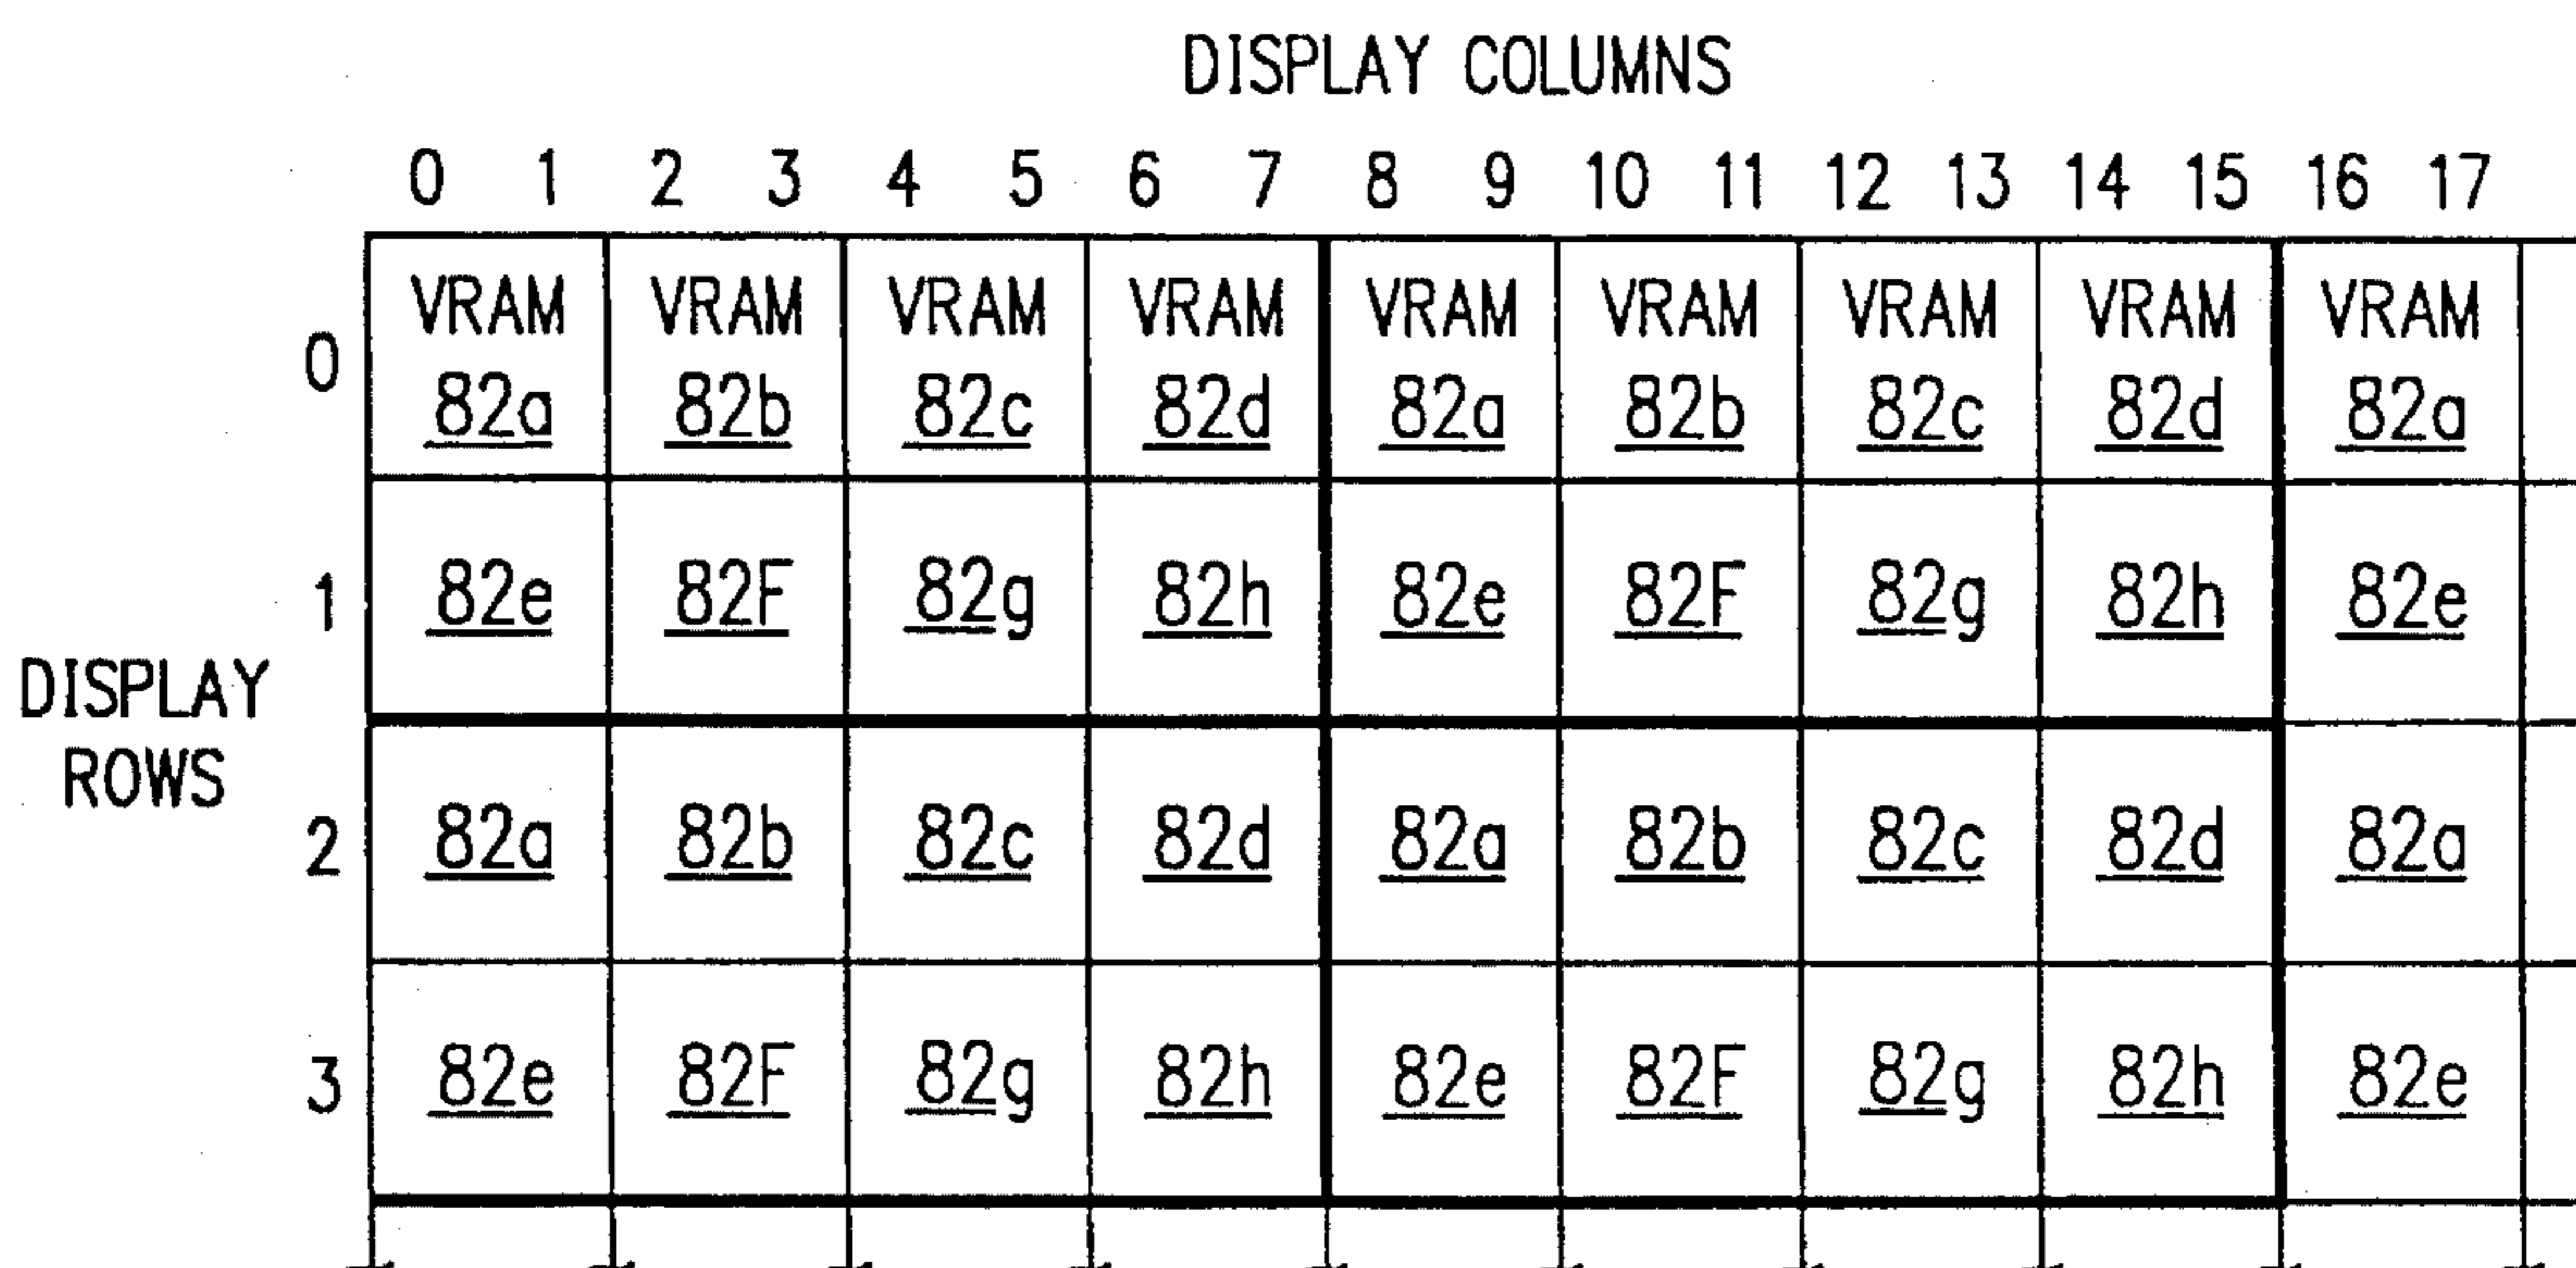 DISPLAY COLUMNS
0 1 2 3 4 5 6 7 8 9 10 11 12 13 14 15 16 17
VRAM VRAM VRAM VRAM VRAM VRAM VRAM VRAM VRAM
0 82a 82b 82c 82d 82a 82b 82c 82d 82a
1 82e 82F 82g 82h 82e 82F 82g 82h 82e
DISPLAY
ROWS
2 82a 82b 82c 82d 82a 82b 82c 82d 82a
3 82e 82F 82g 82h 82e 82F 82g 82h 82e